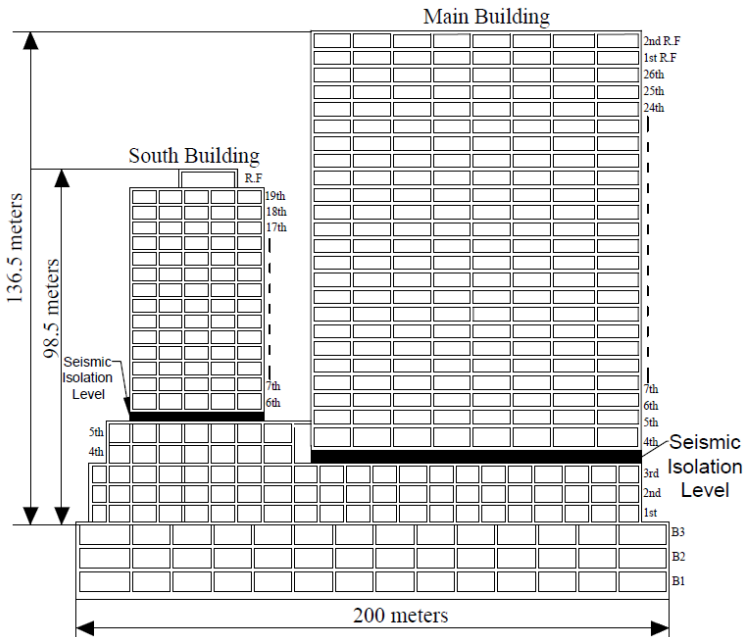 Main Building
2nd R.F
1st R.F
26th
25th
24th
South Building
R.F
19th
18th
17th
136.5 meters
98.5 meters
Seismic
Isolation
Level
7th
6th
7th
6th
5th
4th
5th
4th
Seismic
Isolation
Level
3rd
2nd
1st
B3
B2
B1
200 meters